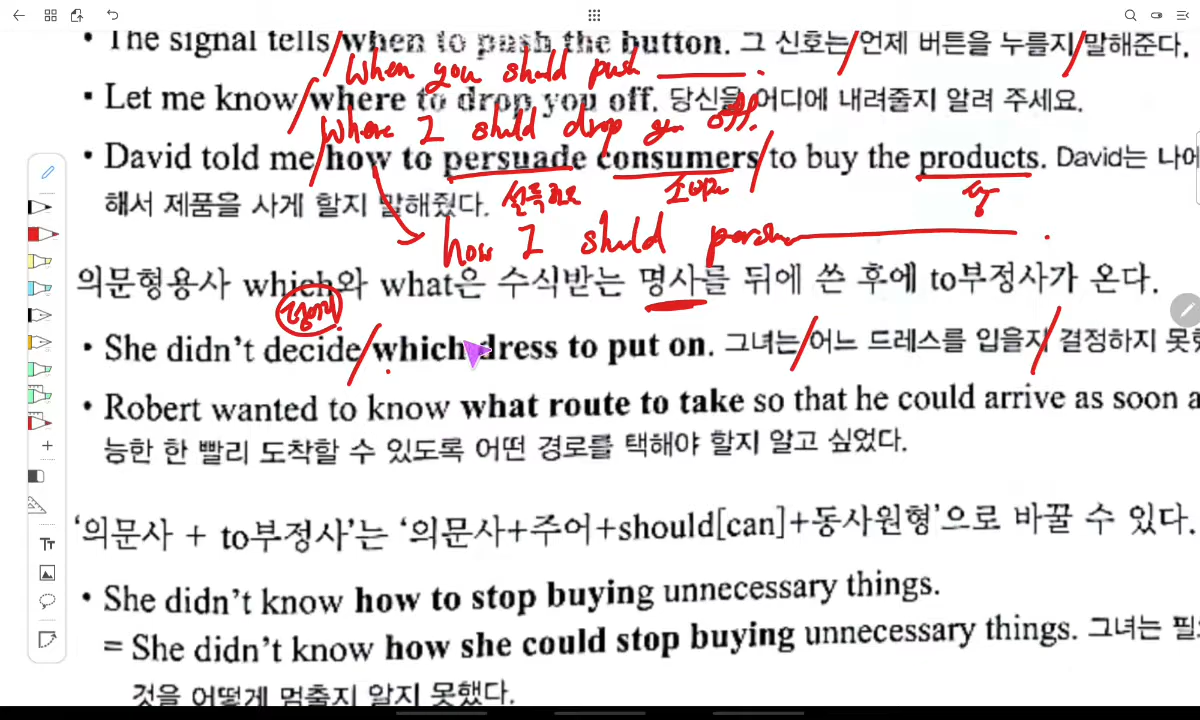 • The signal tells when to push the button. 그 신호는 언제 버튼을 누를지 말해준다.
when you should push
• Let me know where to drop you off. 당신을 어디에 내려줄지 알려 주세요.
where I should drop you off.
• David told me how to persuade consumers to buy the products. David는 나에
해서 제품을 사게 할지 말해줬다.
how I should
의문형용사 which와 what은 수식받는 명사를 뒤에 쓴 후에 to부정사가 온다.
• She didn't decide which dress to put on. 그녀는 어느 드레스를 입을지 결정하지 못했
• Robert wanted to know what route to take so that he could arrive as soon a
능한 한 빨리 도착할 수 있도록 어떤 경로를 택해야 할지 알고 싶었다.
'의문사 + to부정사'는 '의문사+주어+should[can]+동사원형'으로 바꿀 수 있다.
• She didn't know how to stop buying unnecessary things.
= She didn't know how she could stop buying unnecessary things. 그녀는 필
것을 어떻게 멈출지 알지 못했다.
TT